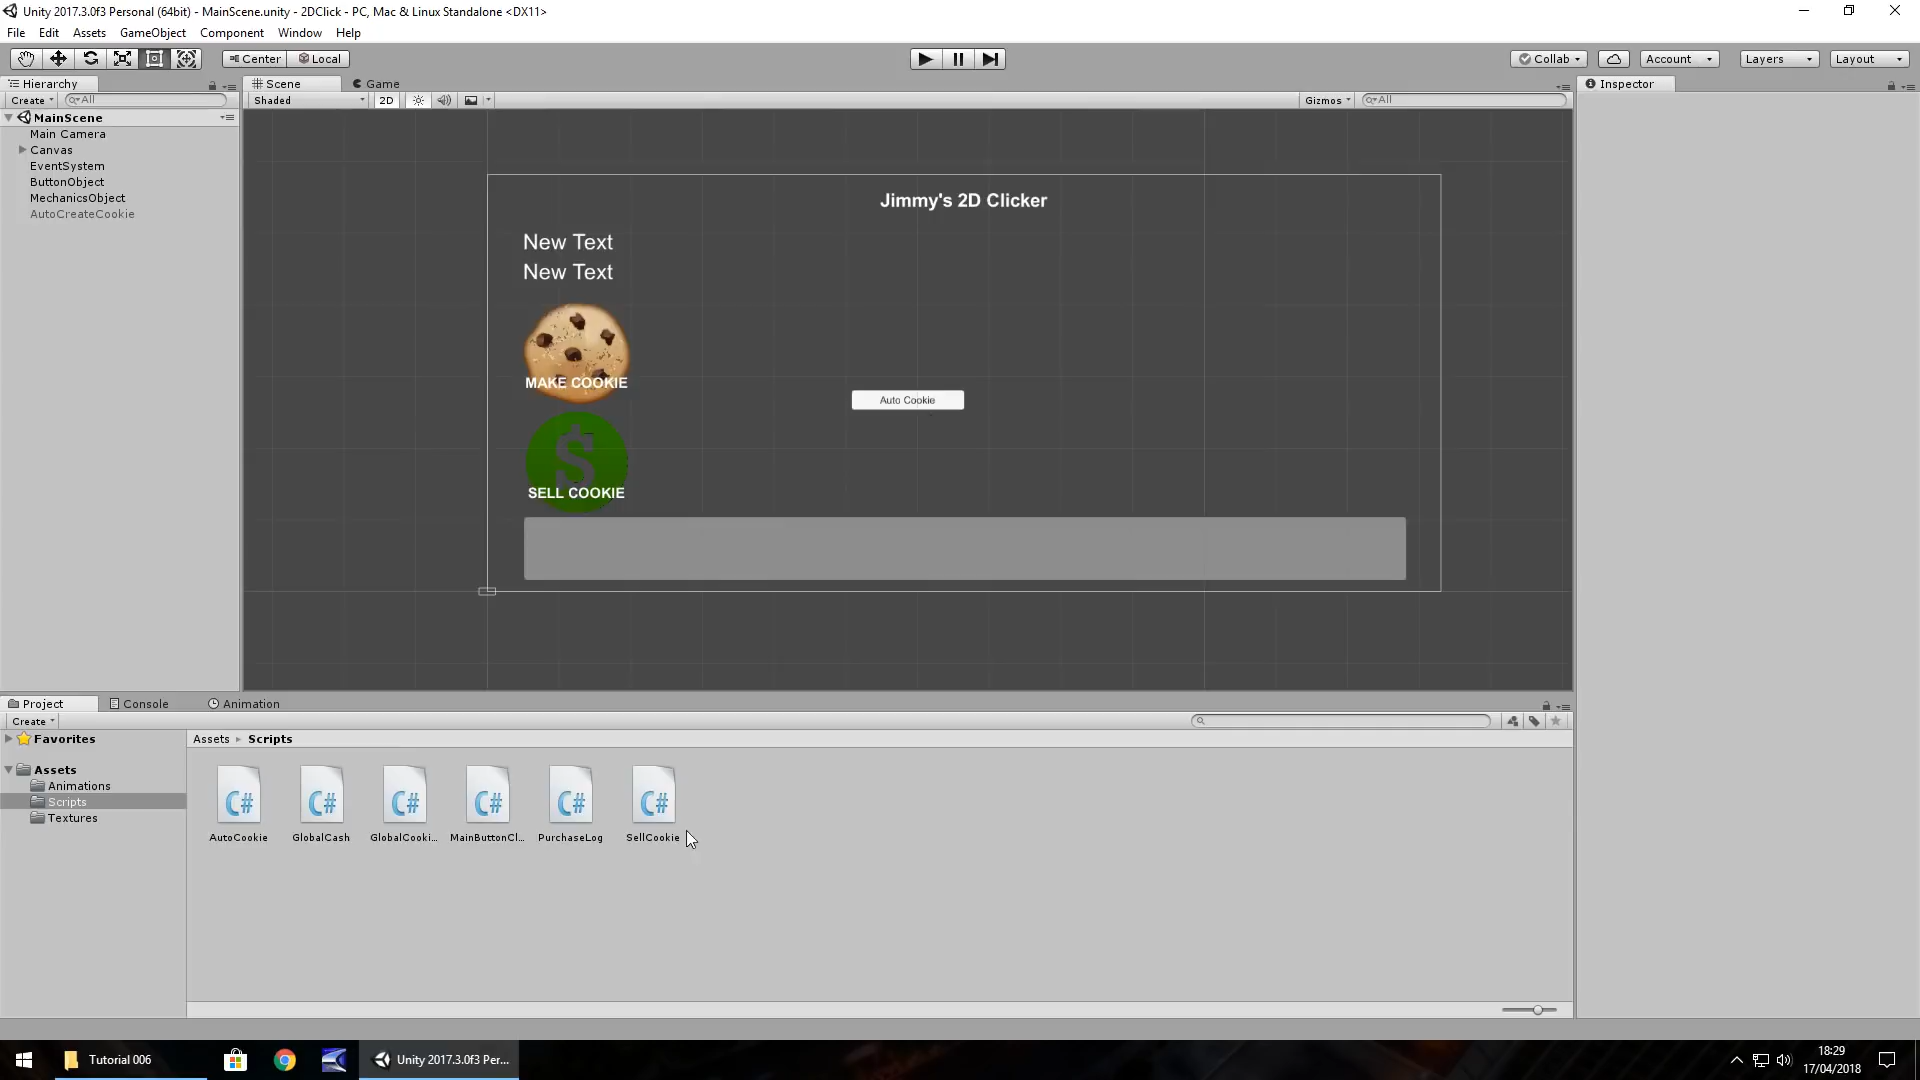 Unity 2017.3.0f3 Personal (64bit) - MainScene.unity - 2DClick - PC, Mac & Linux Standalone <DX11>
File Edit Assets GameObject Component Window Help
Center Local Collab Account Layers Layout
Hierarchy Scene Game Inspector
Create All Shaded 2D Gizmos All
MainScene
Main Camera
Canvas
EventSystem
ButtonObject
MechanicsObject
AutoCreateCookie
Jimmy's 2D Clicker
New Text
New Text
MAKE COOKIE
Auto Cookie
$
SELL COOKIE
Project Console Animation
Create
Favorites
Assets
Animations
Scripts
Textures
Assets Scripts
C# C# C# C# C# C#
AutoCookie GlobalCash GlobalCooki... MainButtonCl... PurchaseLog SellCookie
Tutorial 006 Unity 2017.3.0f3 Per...
18:29
17/04/2018